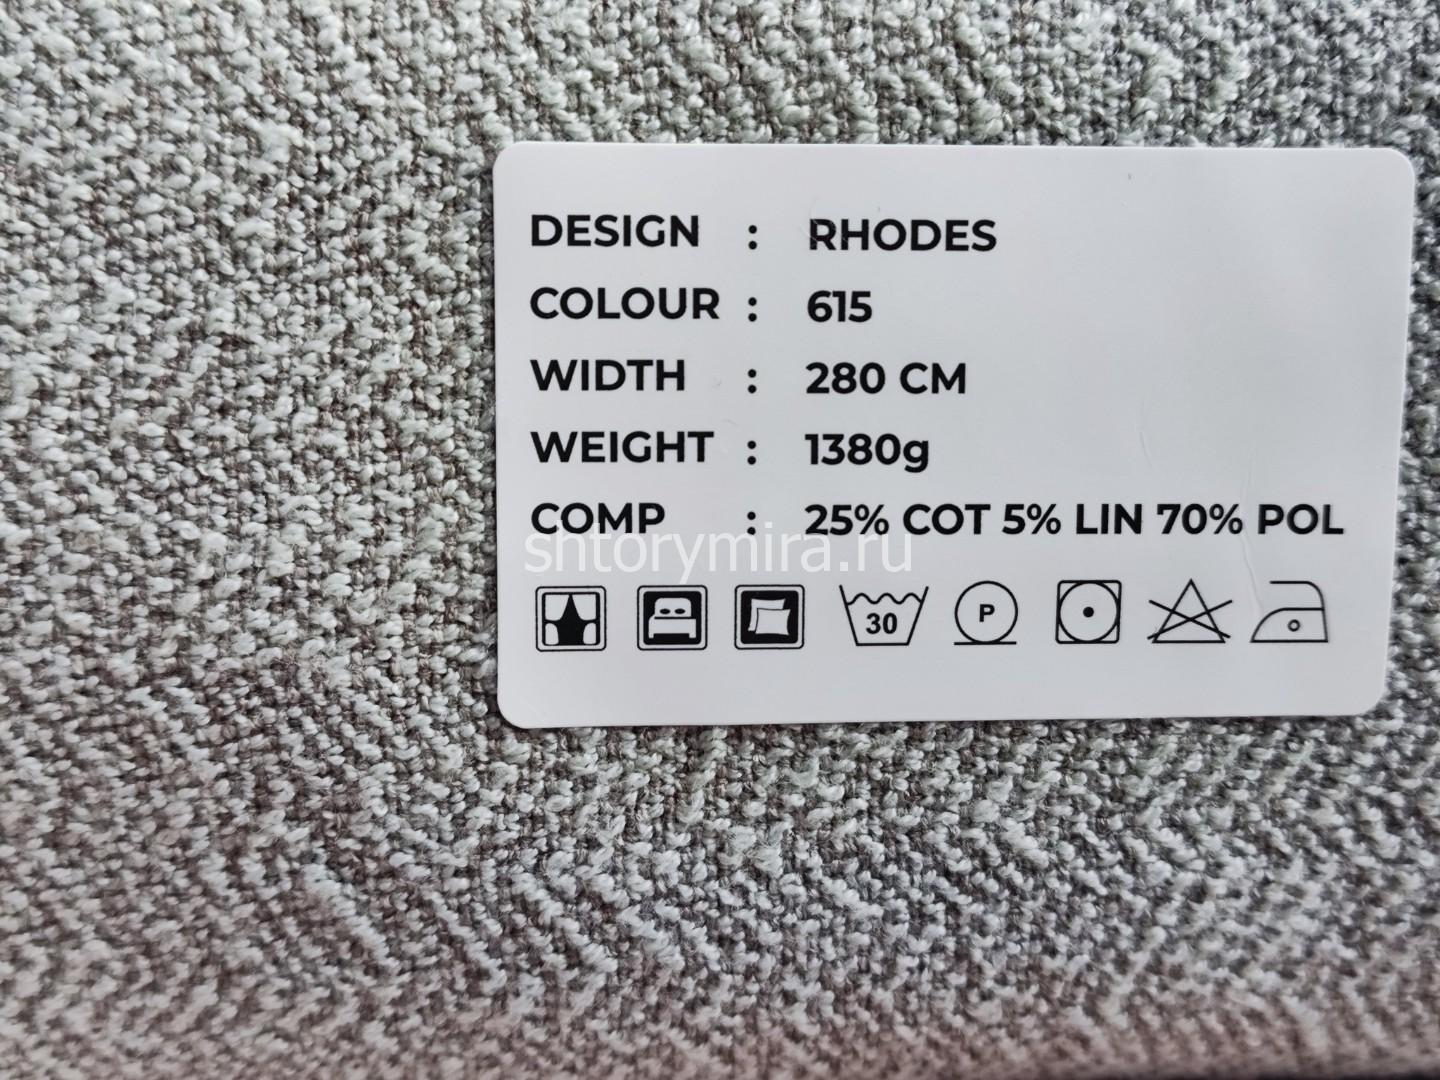 DESIGN : RHODES
COLOUR : 615
WIDTH : 280 CM
WEIGHT : 1380g
COMP : 25% COT 5% LIN 70% POL
shtorymira.ru
30 P